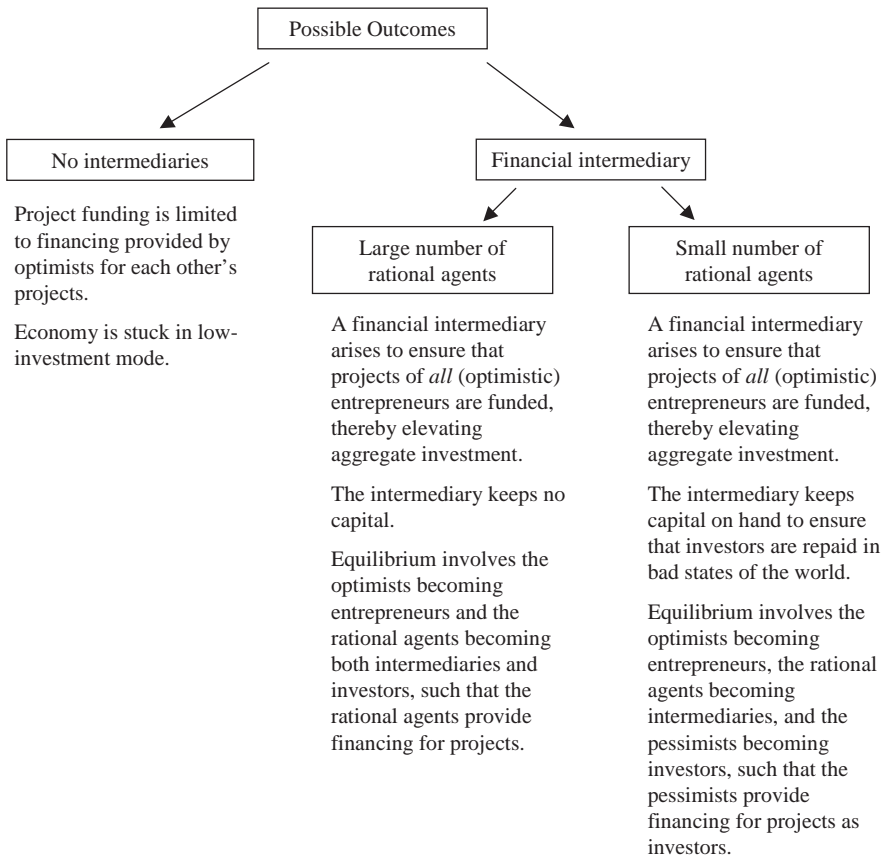 Possible Outcomes
No intermediaries
Financial intermediary
Project funding is limited
to financing provided by
optimists for each other's
projects.
Economy is stuck in low-
investment mode.
Large number of
rational agents
A financial intermediary
arises to ensure that
projects of all (optimistic)
entrepreneurs are funded,
thereby elevating
aggregate investment.
The intermediary keeps no
capital.
Equilibrium involves the
optimists becoming
entrepreneurs and the
rational agents becoming
both intermediaries and
investors, such that the
rational agents provide
financing for projects.
Small number of
rational agents
A financial intermediary
arises to ensure that
projects of all (optimistic)
entrepreneurs are funded,
thereby elevating
aggregate investment.
The intermediary keeps
capital on hand to ensure
that investors are repaid in
bad states of the world.
Equilibrium involves the
optimists becoming
entrepreneurs, the rational
agents becoming
intermediaries, and the
pessimists becoming
investors, such that the
pessimists provide
financing for projects as
investors.